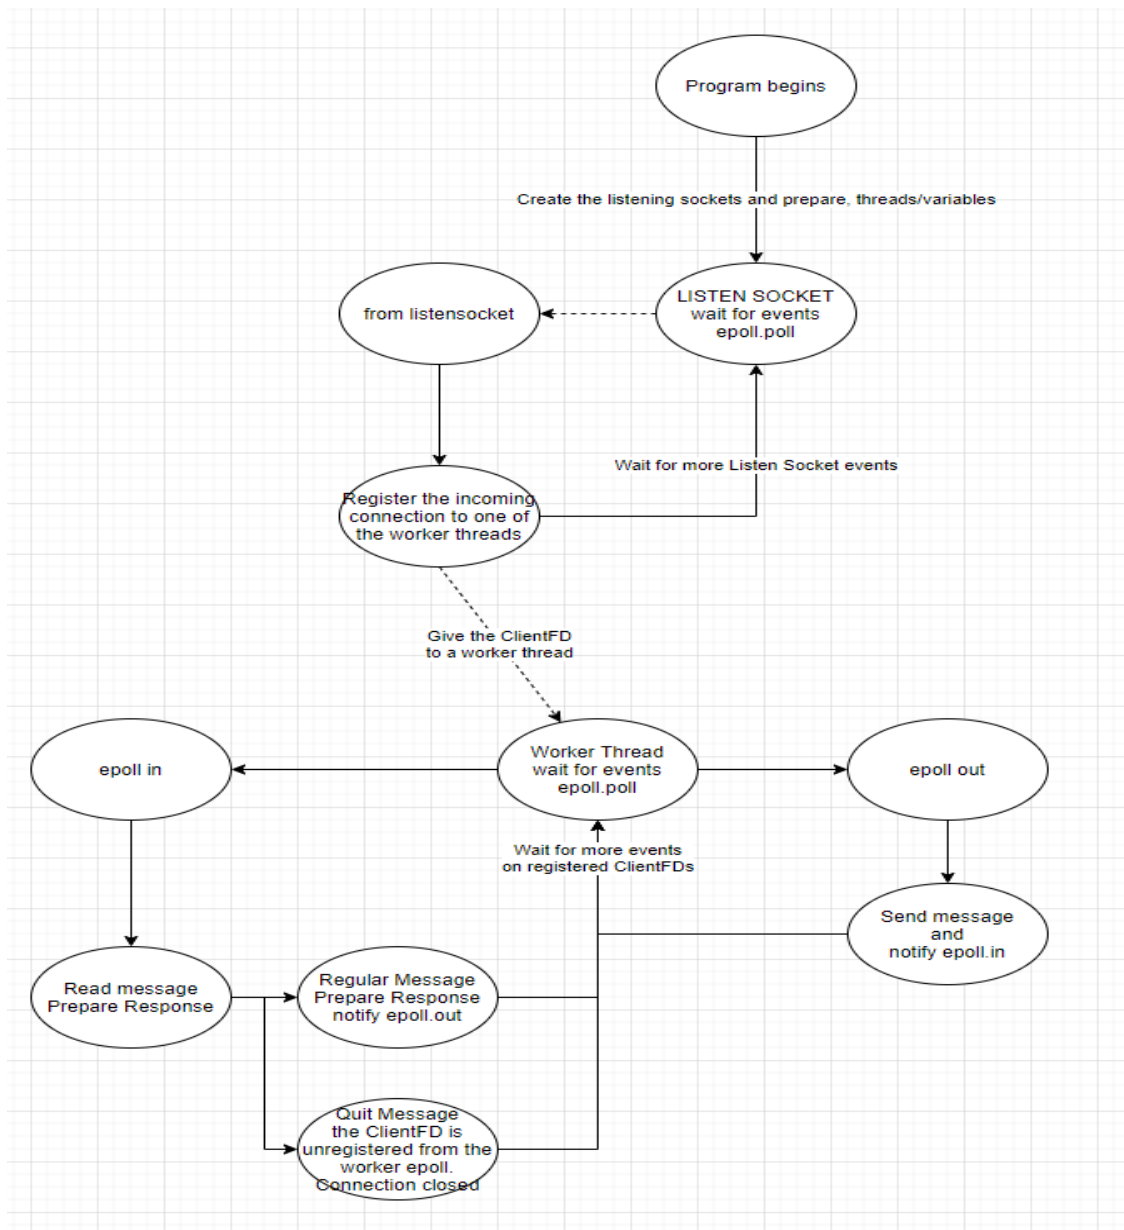 Program begins
Create the listening sockets and prepare, threads/variables
LISTEN SOCKET
wait for events
epoll.poll
from listensocket
Wait for more Listen Socket events
Register the incoming
connection to one of
the worker threads
Give the ClientFD
to a worker thread
epoll in
Worker Thread
wait for events
epoll.poll
epoll out
Wait for more events
on registered ClientFDs
Send message
and
notify epoll.in
Read message
Prepare Response
Regular Message
Prepare Response
notify epoll.out
Quit Message
the ClientFD is
unregistered from the
worker epoll.
Connection closed